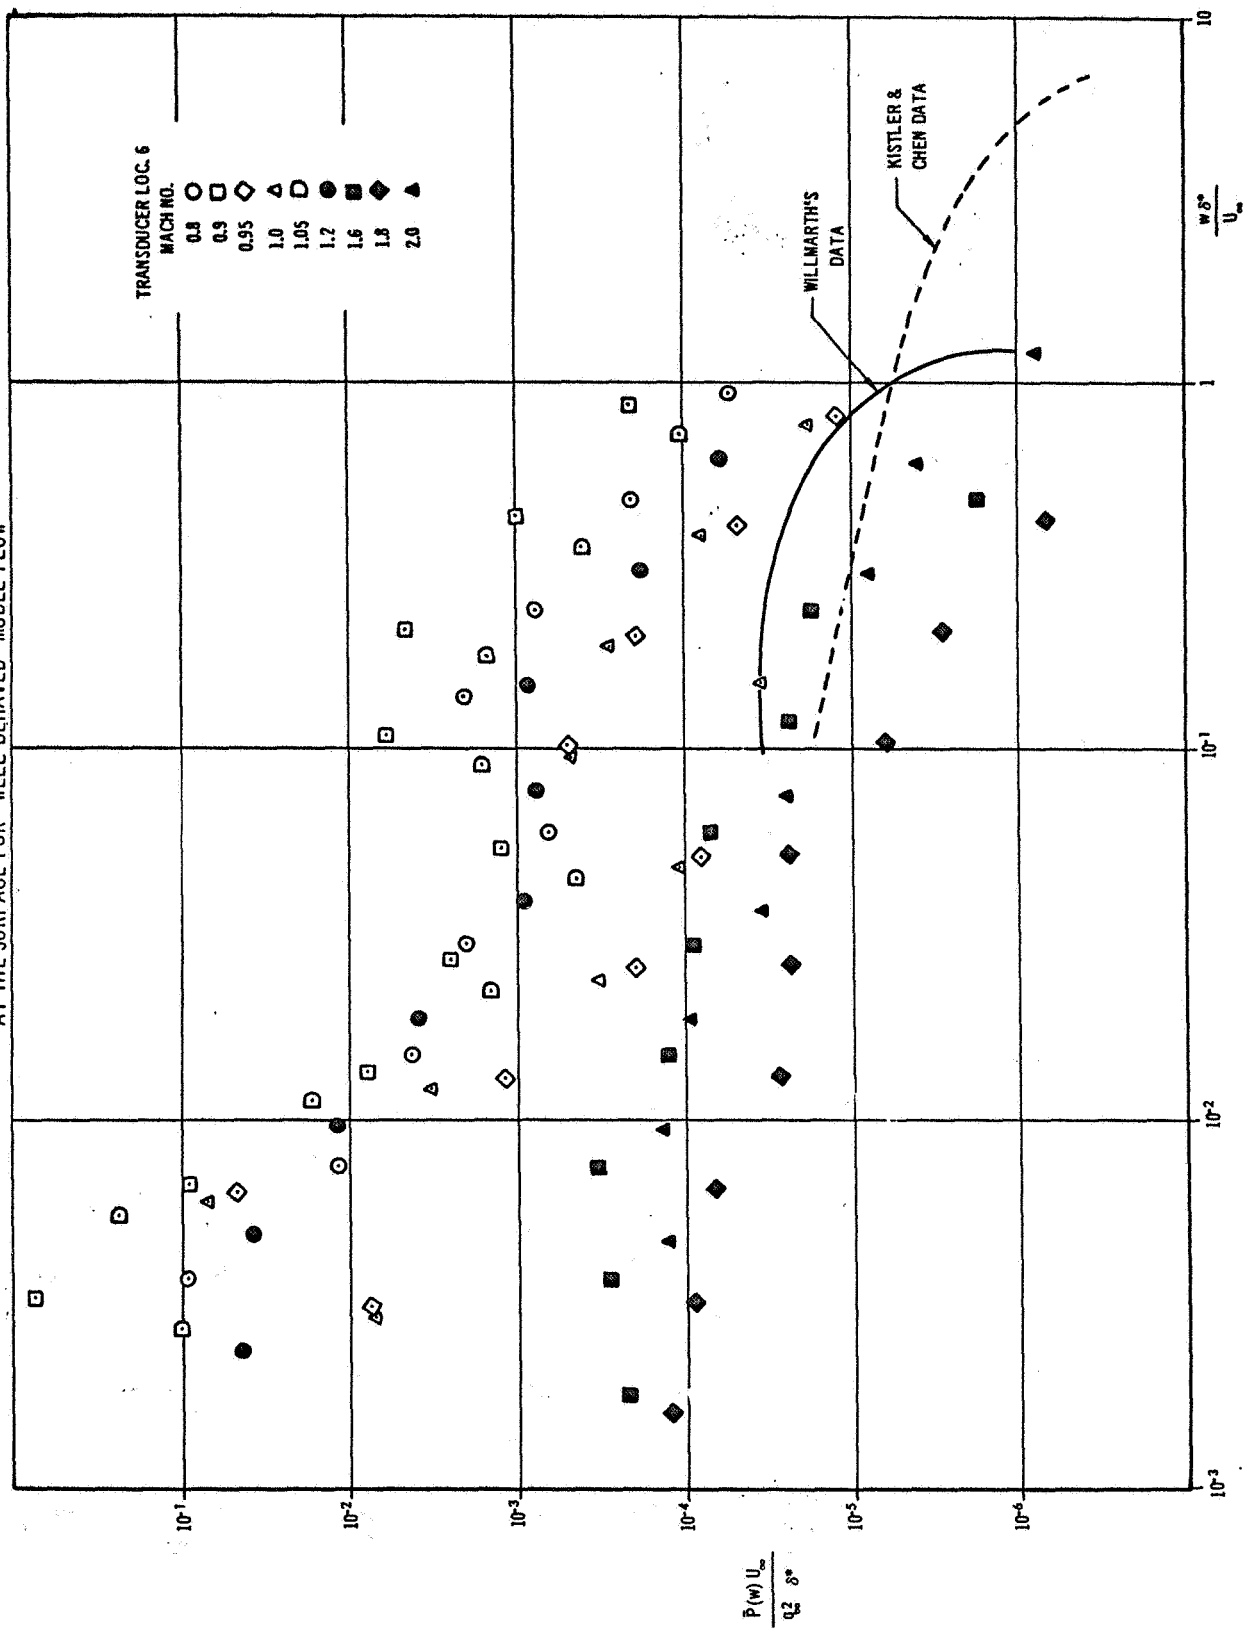 AT THE SURFACE FOR "WELL BEHAVED" MODEL FLOW
TRANSDUCER LOC. 6
MACH NO.
0.8
0.9
0.95
1.0
1.05
1.2
1.6
1.8
2.0
WILLMARTH'S
DATA
KISTLER &
CHEN DATA
10⁻¹
10⁻²
10⁻³
10⁻⁴
10⁻⁵
10⁻⁶
P̄(w) U∞
q∞² δ*
10⁻³
10⁻²
10⁻¹
1
10
w δ*
U∞